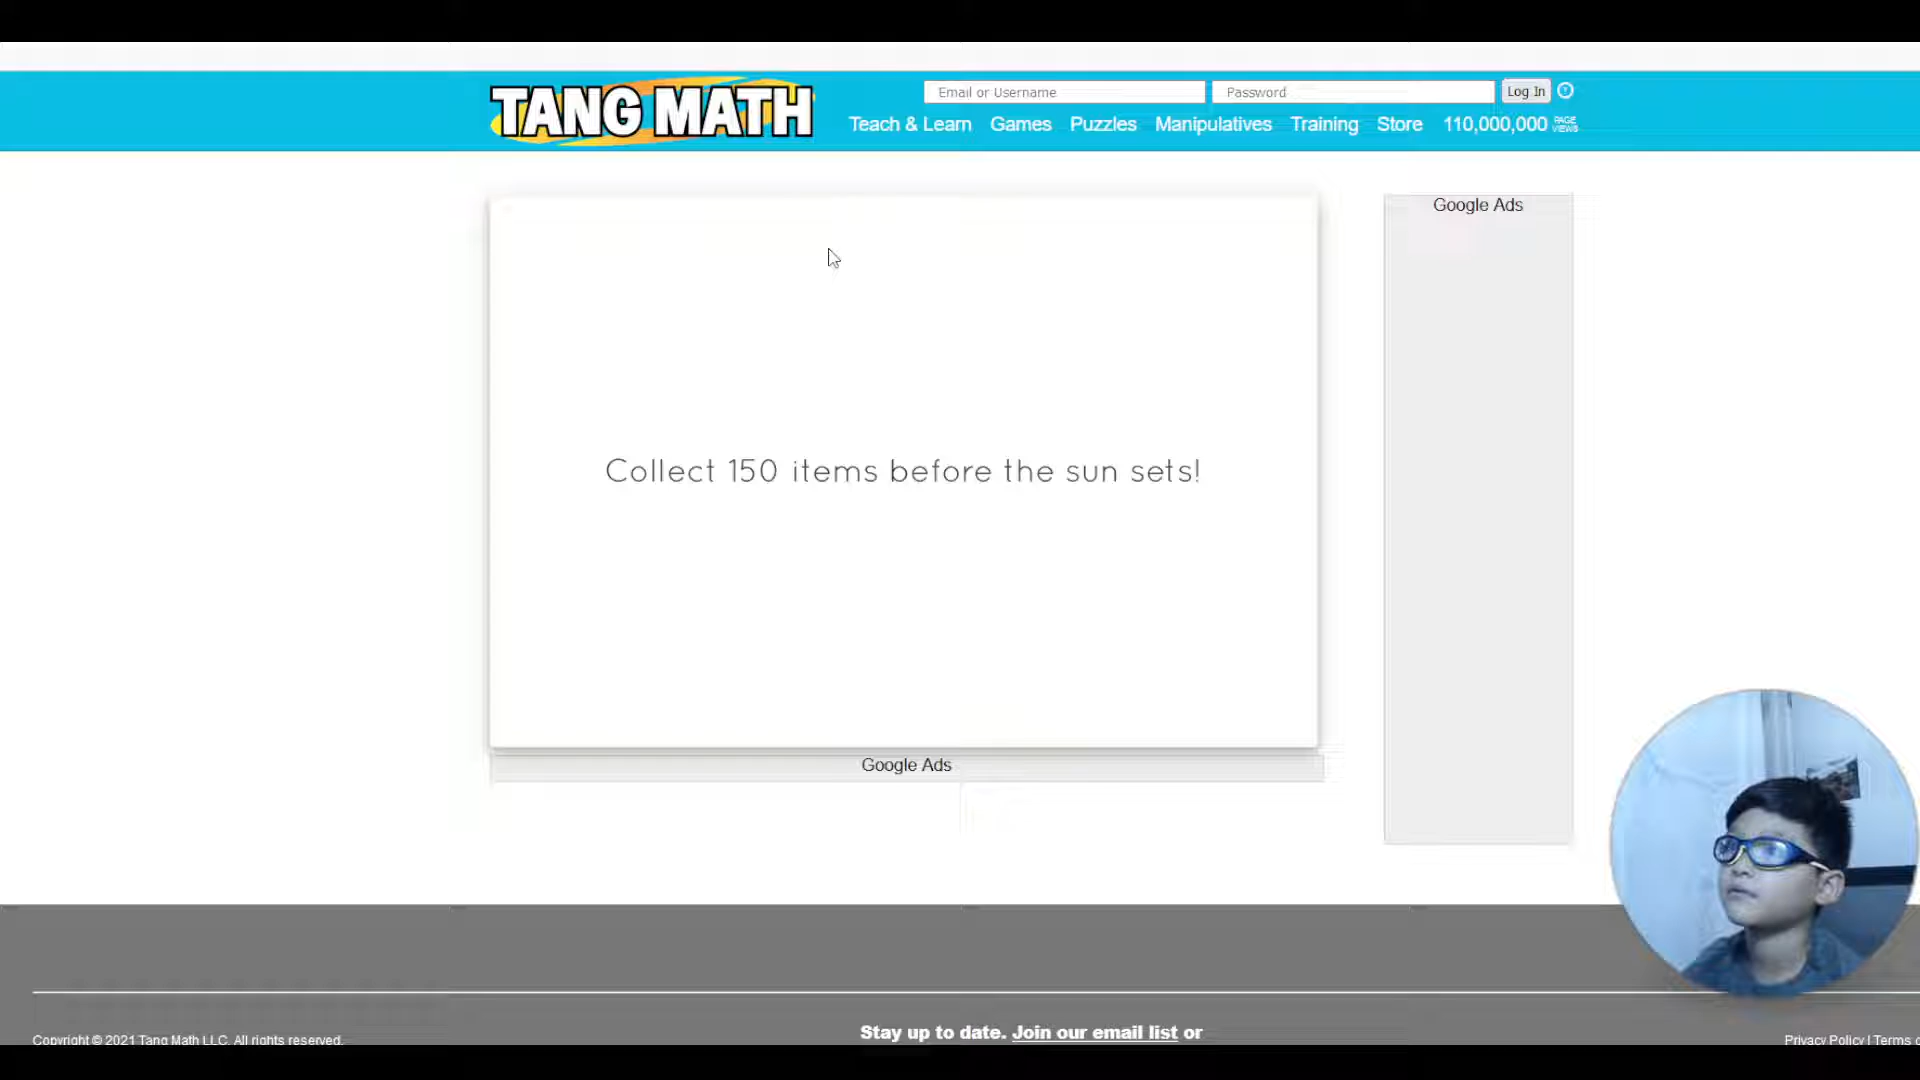 TANG MATH
Email or Username
Password
Log In
Teach & Learn
Games
Puzzles
Manipulatives
Training
Store
110,000,000 PAGE VIEWS
Google Ads
Collect 150 items before the sun sets!
Google Ads
Stay up to date. Join our email list or
Copyright © 2021 Tang Math LLC. All rights reserved.
Privacy Policy | Terms